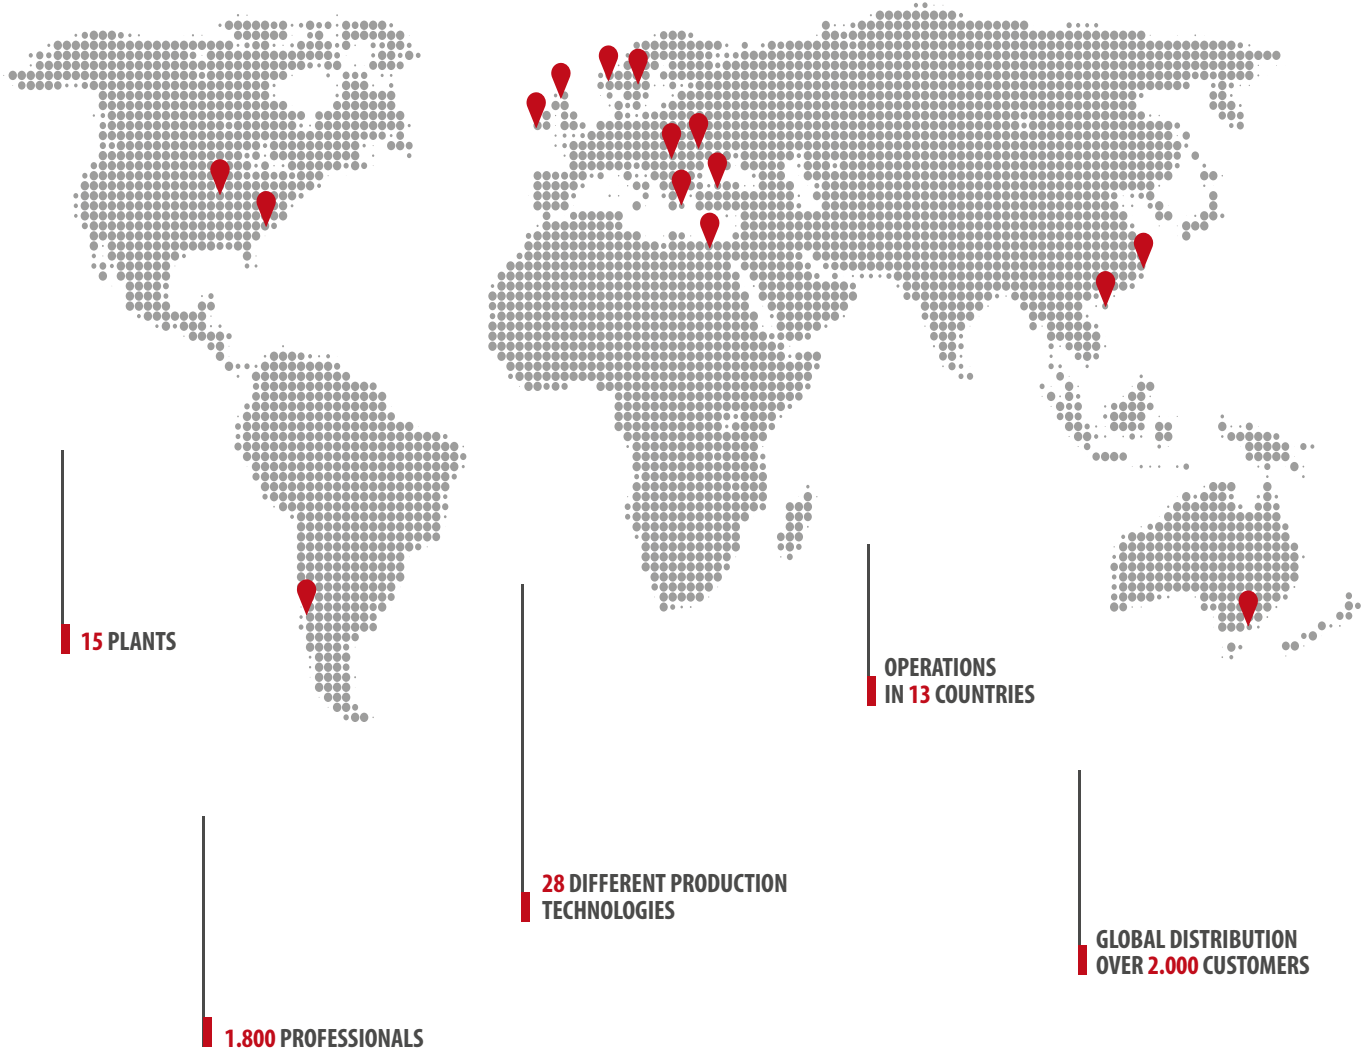 15 PLANTS
OPERATIONS
IN 13 COUNTRIES
28 DIFFERENT PRODUCTION
TECHNOLOGIES
GLOBAL DISTRIBUTION
OVER 2.000 CUSTOMERS
1.800 PROFESSIONALS